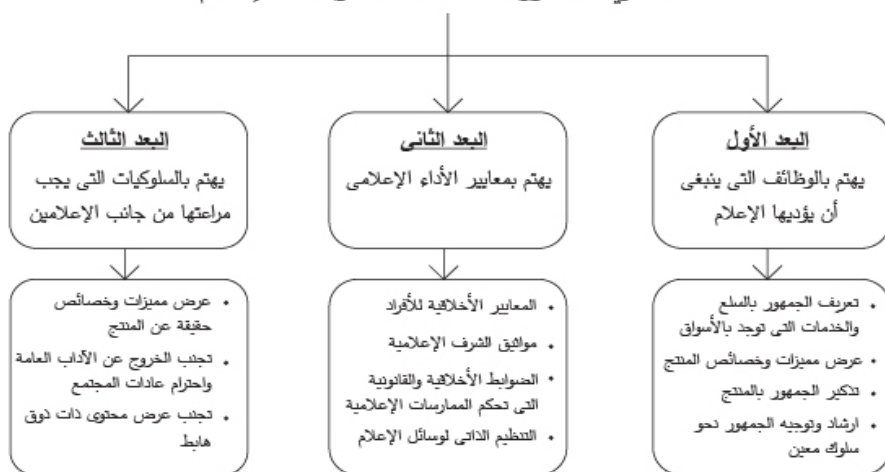 البعد الأول
يهتم بالوظائف التى ينبغى
أن يؤديها الإعلام
البعد الثانى
يهتم بمعايير الأداء الإعلامى
البعد الثالث
يهتم بالسلوكيات التى يجب
مراعتها من جانب الإعلامين
• تعريف الجمهور بالسلع
والخدمات التى توجد بالأسواق
• عرض مميزات وخصائص المنتج
• تذكير الجمهور بالمنتج
• ارشاد وتوجيه الجمهور نحو
سلوك معين
• المعايير الأخلاقية للأفراد
• مواثيق الشرف الإعلامية
• الضوابط الأخلاقية والقانونية
التى تحكم الممارسات الإعلامية
• التنظيم الذاتى لوسائل الإعلام
• عرض مميزات وخصائص
حقيقة عن المنتج
• تجنب الخروج عن الآداب العامة
واحترام عادات المجتمع
• تجنب عرض محتوى ذات ذوق
هابط